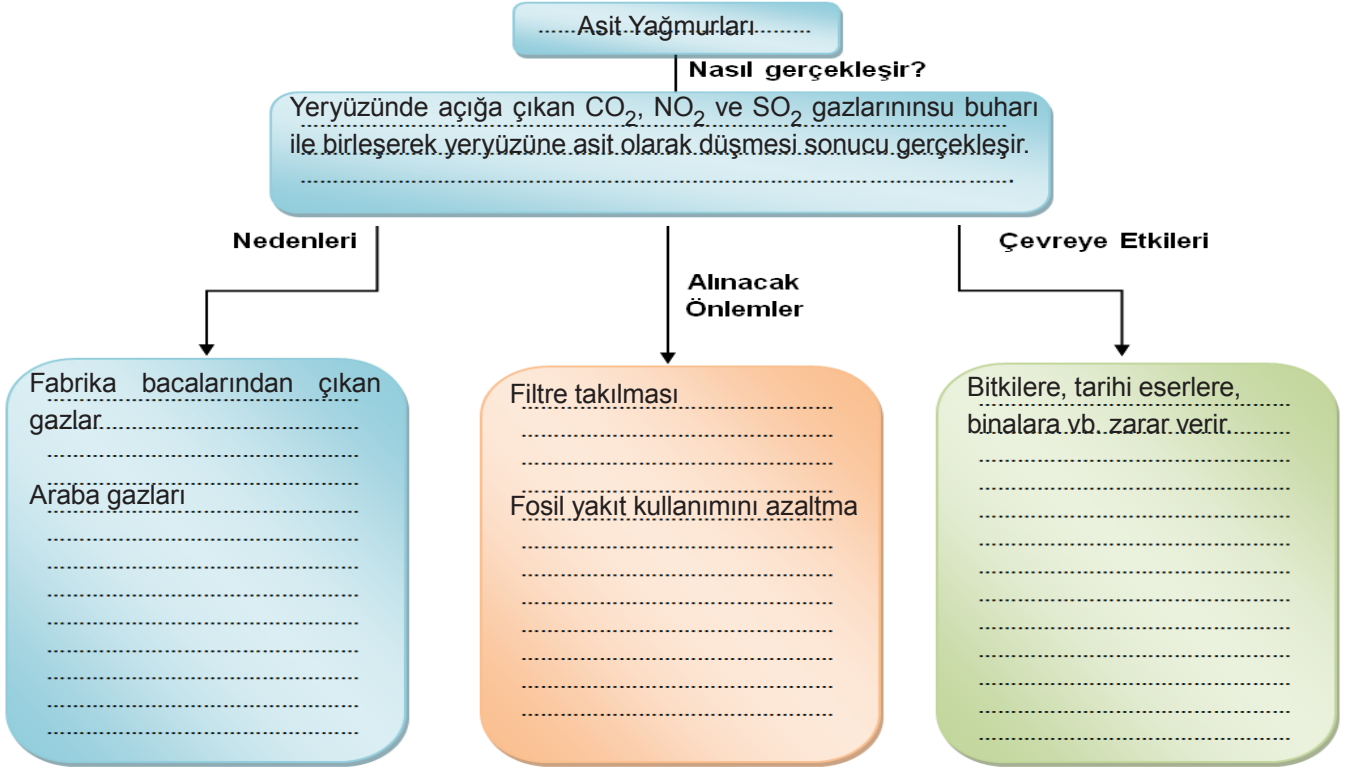 Asit Yağmurları
Nasıl gerçekleşir?
Yeryüzünde açığa çıkan CO₂, NO₂ ve SO₂ gazlarınınsu buharı
ile birleşerek yeryüzüne asit olarak düşmesi sonucu gerçekleşir.
Nedenleri
Alınacak
Önlemler
Çevreye Etkileri
Fabrika bacalarından çıkan
gazlar
Araba gazları
Filtre takılması
Fosil yakıt kullanımını azaltma
Bitkilere, tarihi eserlere,
binalara vb. zarar verir.